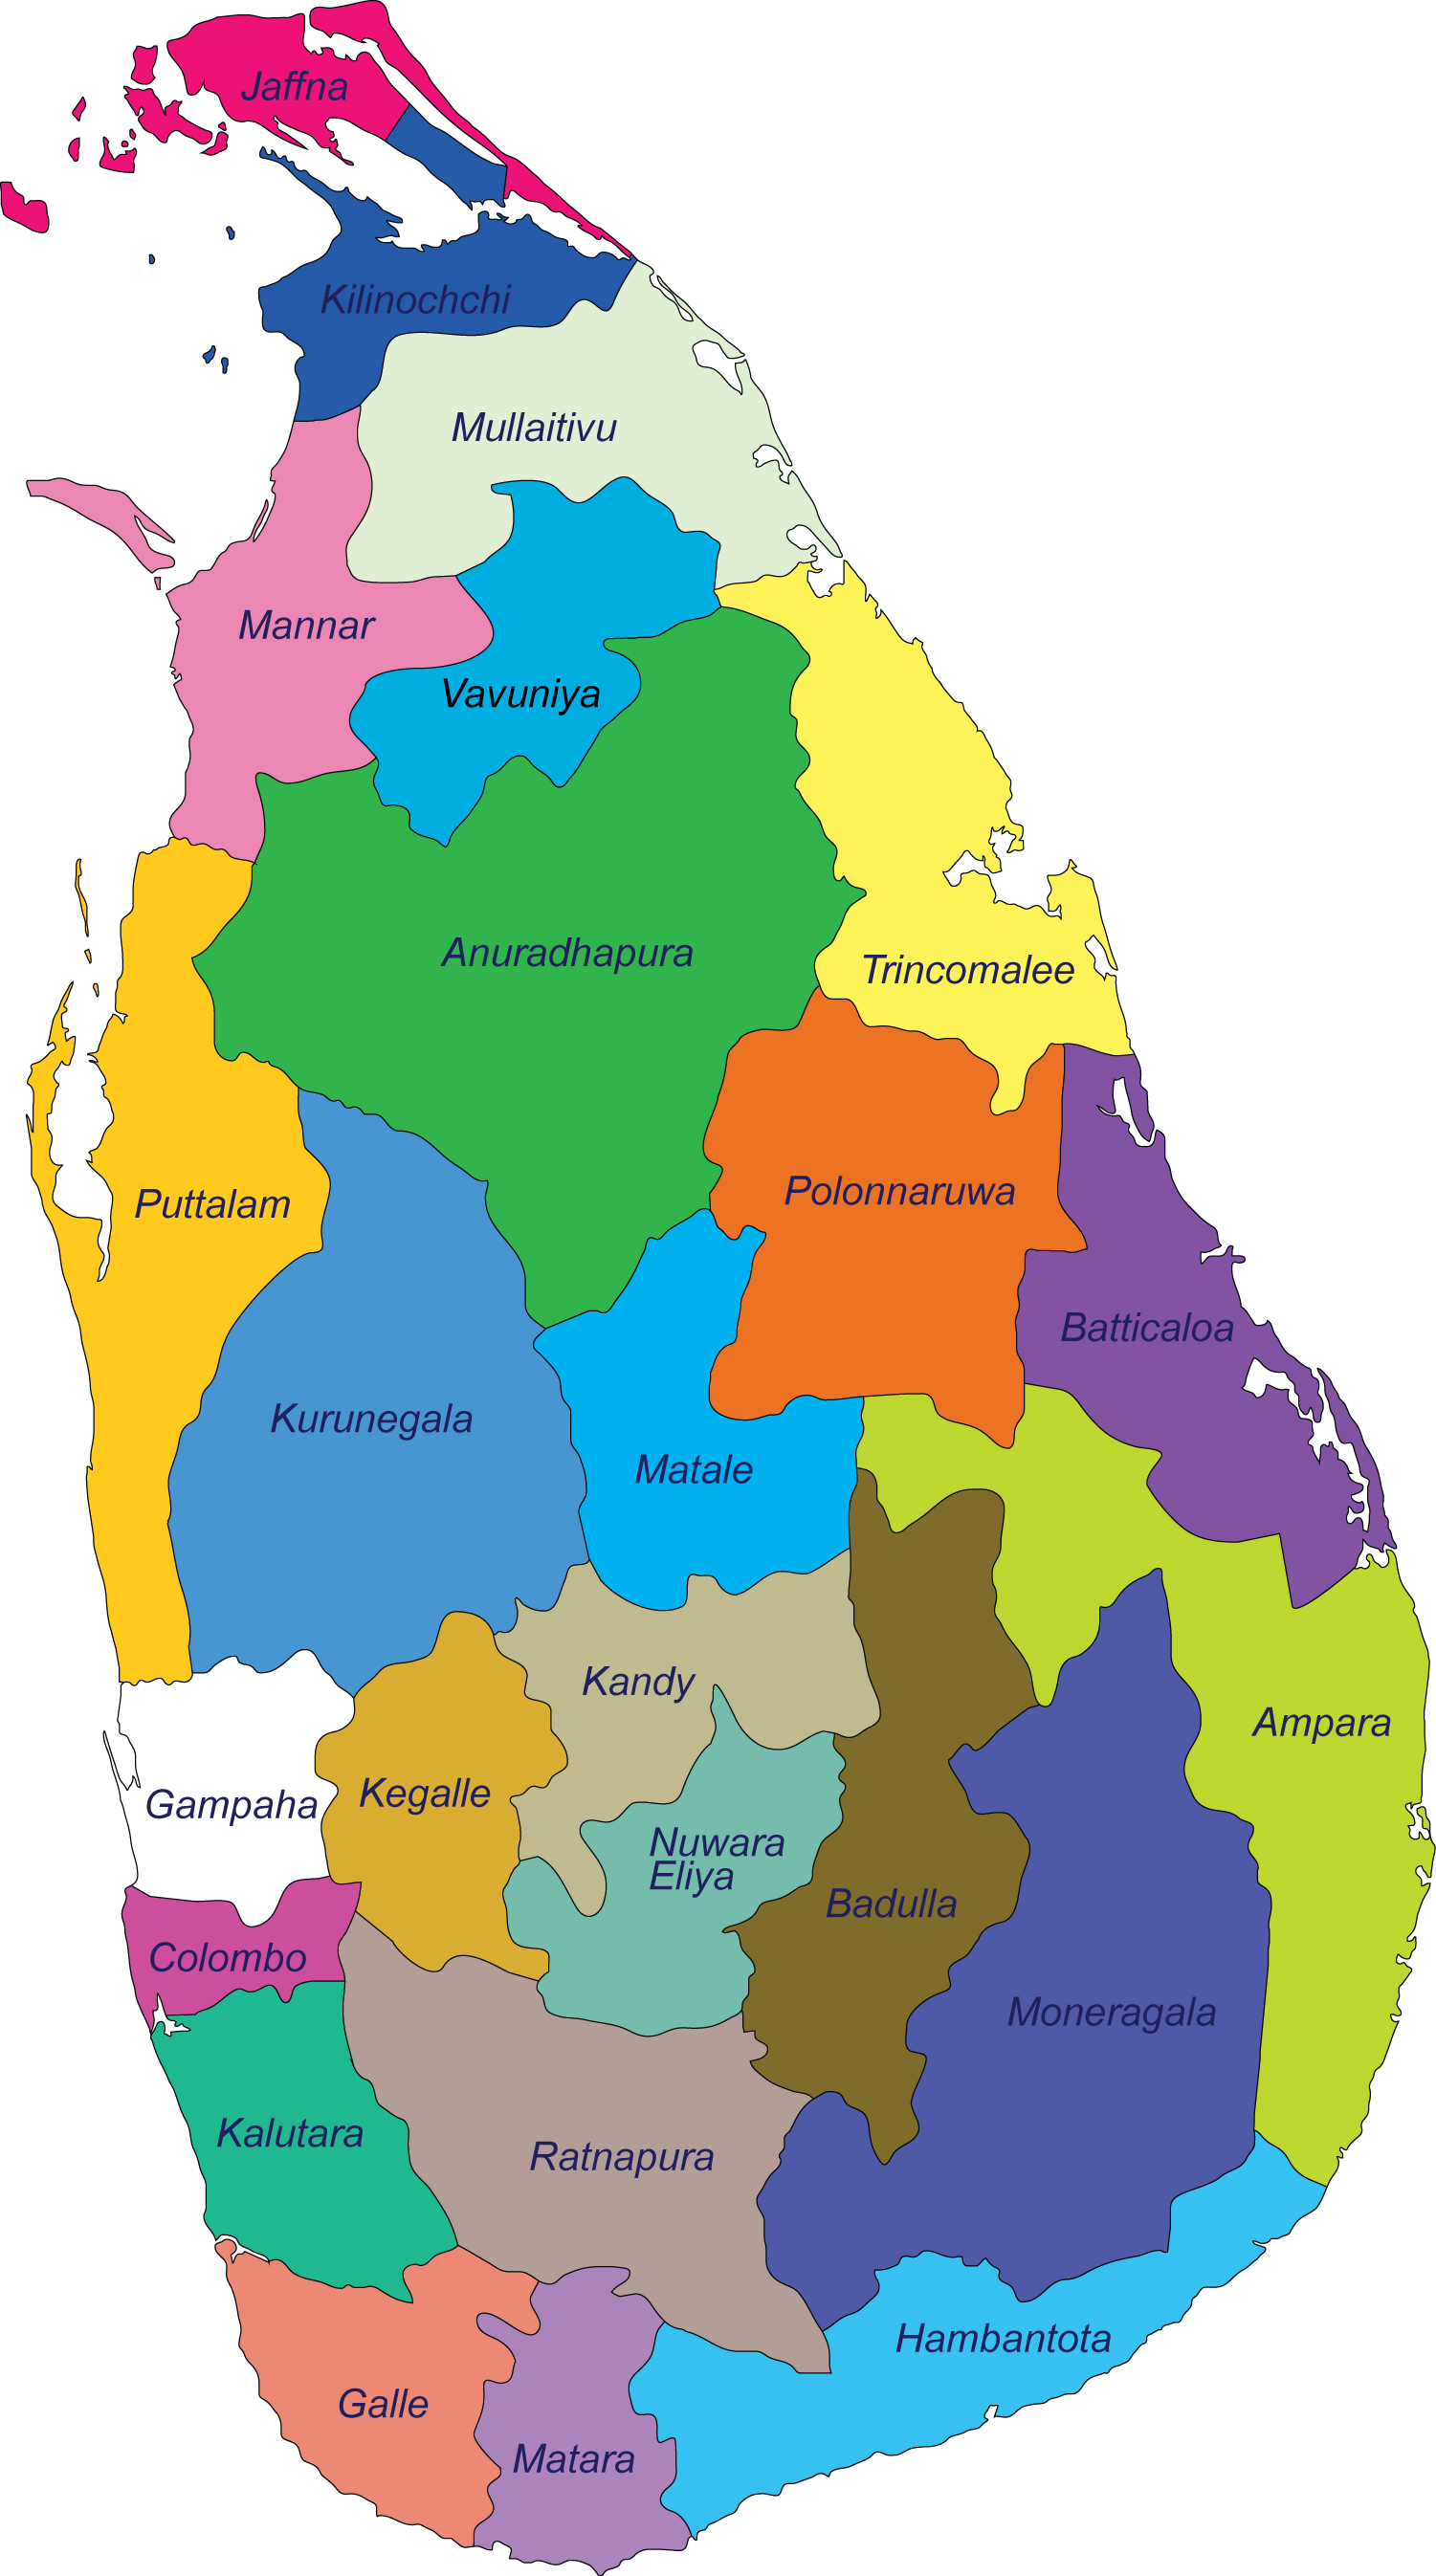 Jaffna
Kilinochchi
Mullaitivu
Mannar
Vavuniya
Anuradhapura
Trincomalee
Puttalam
Polonnaruwa
Batticaloa
Kurunegala
Matale
Kandy
Ampara
Kegalle
Gampaha
Nuwara
Eliya
Badulla
Colombo
Moneragala
Kalutara
Ratnapura
Hambantota
Galle
Matara